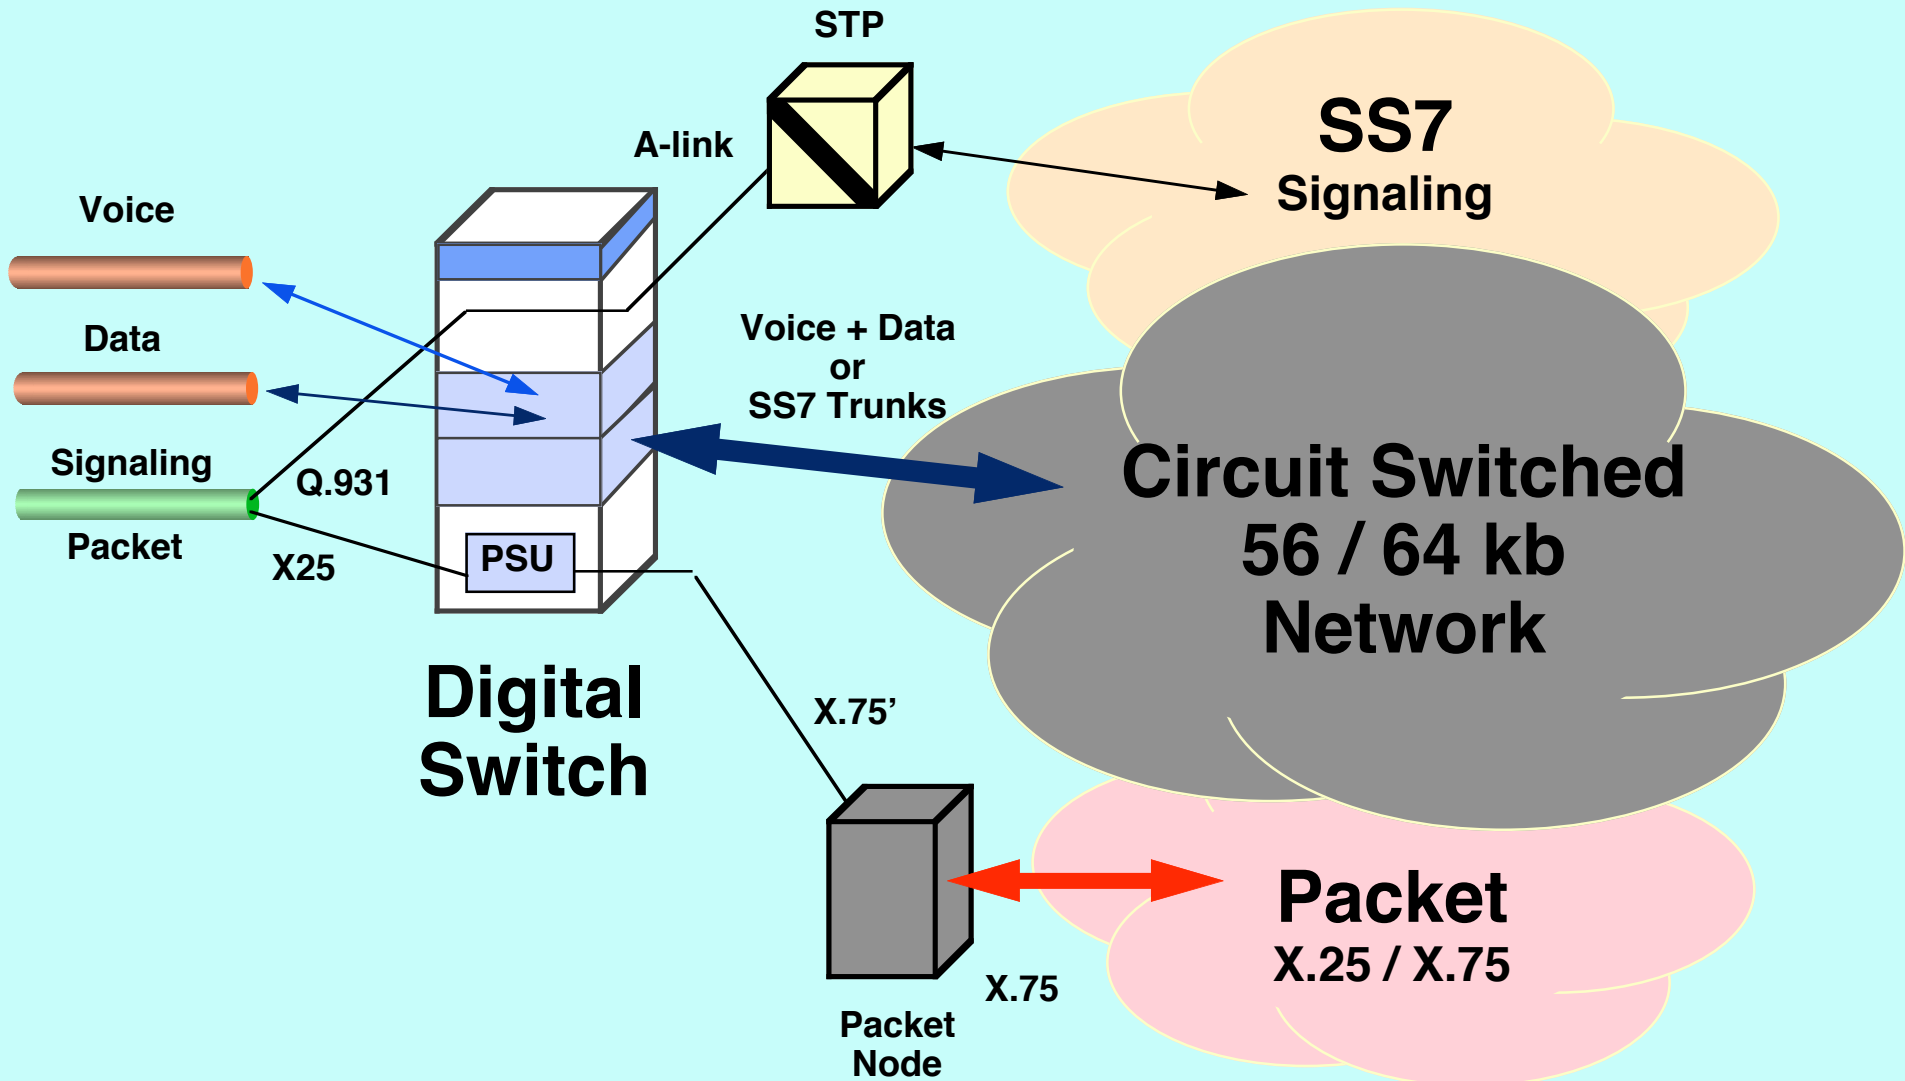 STP
SS7
Signaling
A-link
Voice
Data
Voice + Data
or
SS7 Trunks
Signaling
Q.931
Packet
X25
PSU
Circuit Switched
56 / 64 kb
Network
Digital
Switch
X.75’
Packet
X.25 / X.75
X.75
Packet
Node